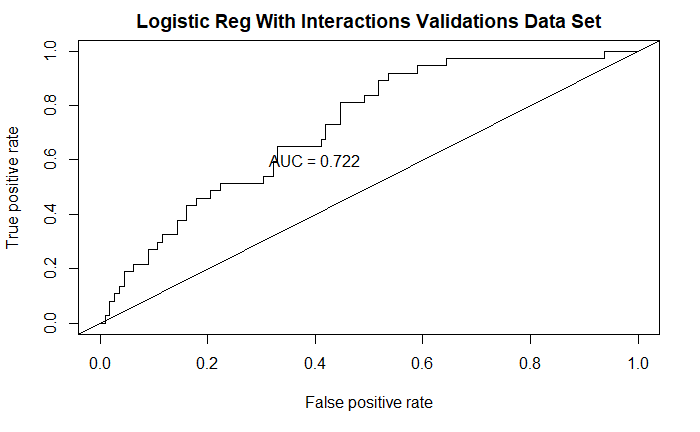 Logistic Reg With Interactions Validations Data Set
True positive rate
1.0
0.8
0.6
0.4
0.2
0.0
AUC = 0.722
0.0 0.2 0.4 0.6 0.8 1.0
False positive rate